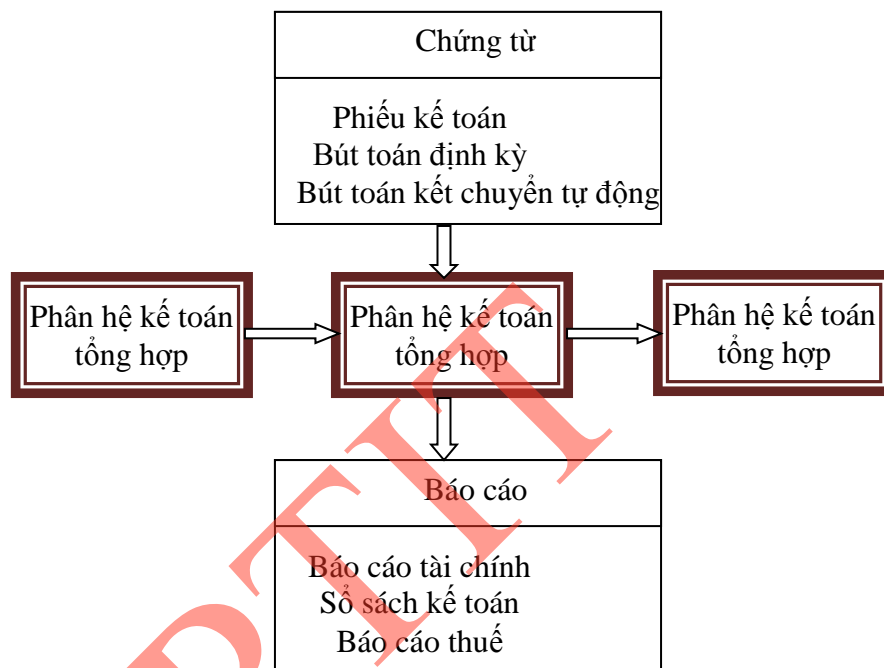 Chứng từ
Phiếu kế toán
Bút toán định kỳ
Bút toán kết chuyển tự động
Phân hệ kế toán
tổng hợp
Phân hệ kế toán
tổng hợp
Phân hệ kế toán
tổng hợp
Báo cáo
Báo cáo tài chính
Sổ sách kế toán
Báo cáo thuế
PTIT